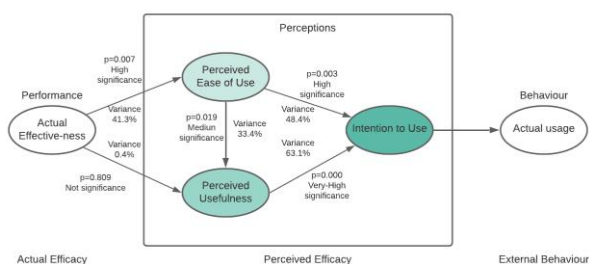 Perceptions
p=0.007
High
significance
Performance
Actual
Effective-ness
Variance
41.3%
Variance
0.4%
p=0.809
Not significance
Perceived
Ease of Use
p=0.019
Mediun
significance
Variance
33.4%
Perceived
Usefulness
p=0.003
High
significance
Variance
48.4%
Variance
63.1%
p=0.000
Very-High
significance
Intention to Use
Behaviour
Actual usage
Actual Efficacy
Perceived Efficacy
External Behaviour